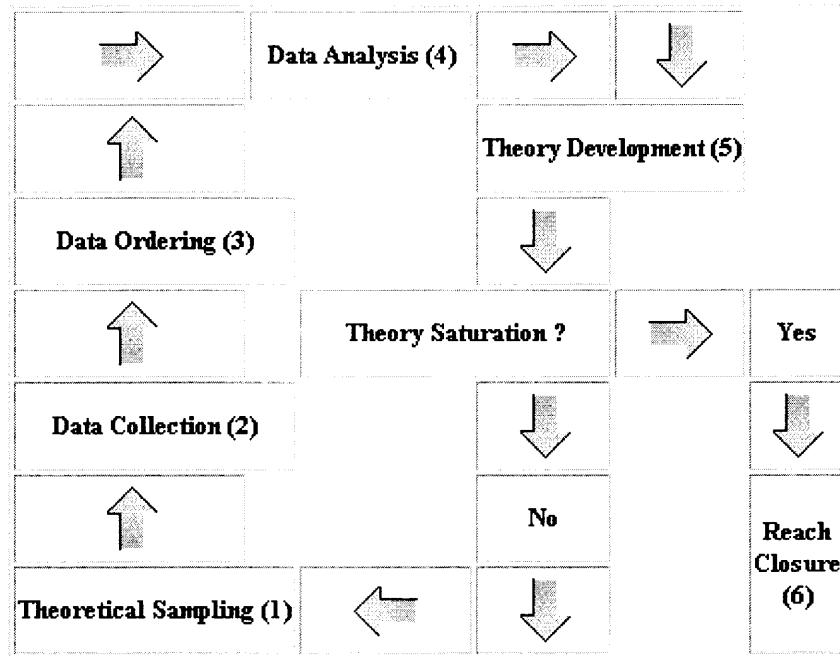 Data Analysis (4)
Theory Development (5)
Data Ordering (3)
Theory Saturation ?
Yes
Data Collection (2)
No
Reach
Closure
(6)
Theoretical Sampling (1)